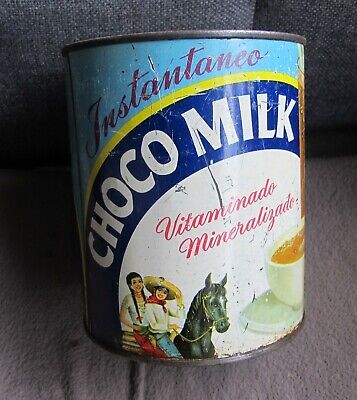 Instantaneo
CHOCO MILK
Vitaminado
Mineralizado